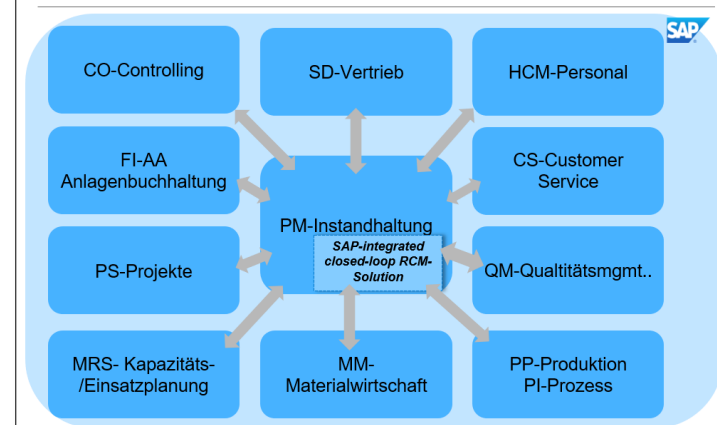 SAP
CO-Controlling
SD-Vertrieb
HCM-Personal
FI-AA
Anlagenbuchhaltung
CS-Customer
Service
PM-Instandhaltung
SAP-integrated
closed-loop RCM-
Solution
PS-Projekte
QM-Qualtitätsmgmt..
MRS- Kapazitäts-
/Einsatzplanung
MM-
Materialwirtschaft
PP-Produktion
PI-Prozess